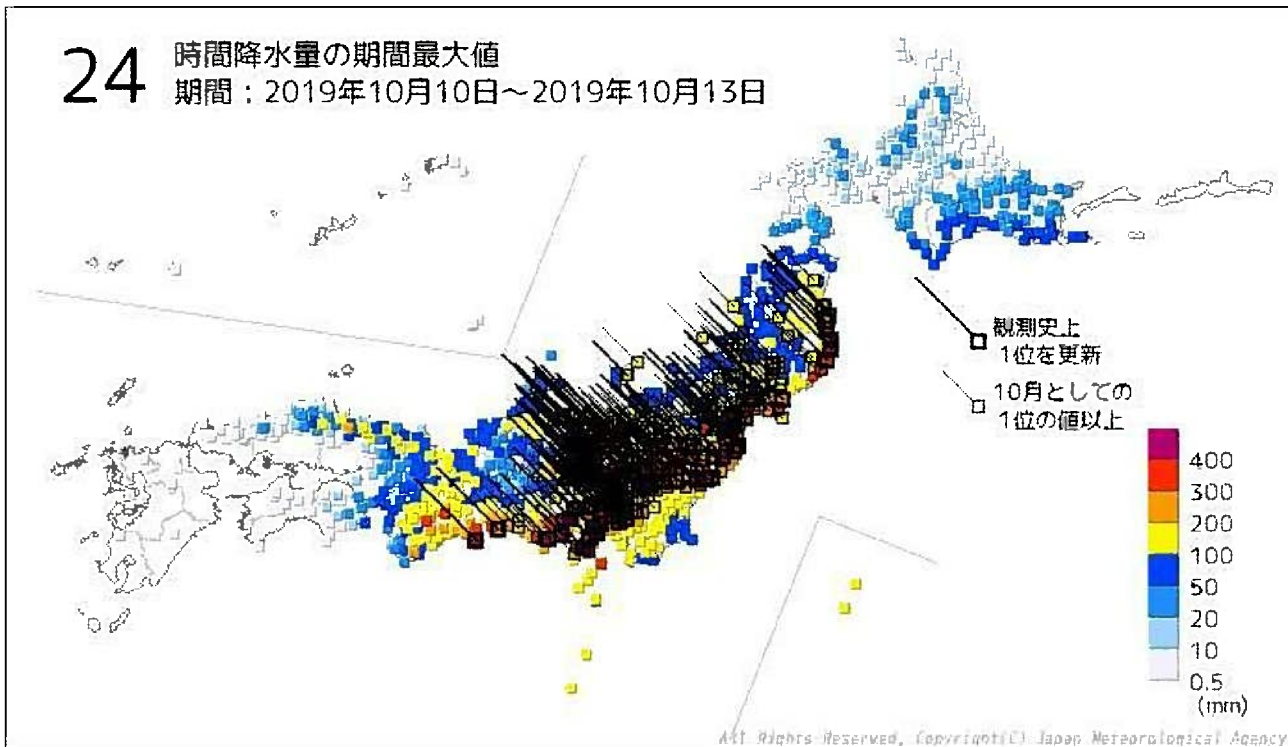 24 時間降水量の期間最大値
期間：2019年10月10日～2019年10月13日
観測史上
1位を更新
10月としての
1位の値以上
400
300
200
100
50
20
10
0.5
(mm)
All Rights Reserved, Copyright(C) Japan Meteorological Agency